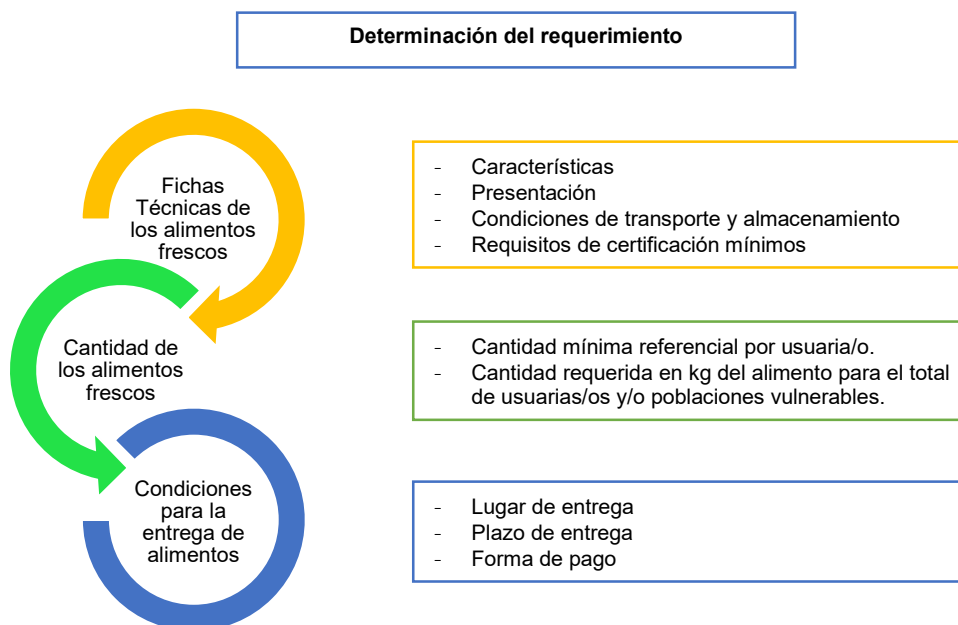 Determinación del requerimiento
Fichas
Técnicas de
los alimentos
frescos
- Características
- Presentación
- Condiciones de transporte y almacenamiento
- Requisitos de certificación mínimos
Cantidad de
los alimentos
frescos
- Cantidad mínima referencial por usuaria/o.
- Cantidad requerida en kg del alimento para el total
de usuarias/os y/o poblaciones vulnerables.
Condiciones
para la
entrega de
alimentos
- Lugar de entrega
- Plazo de entrega
- Forma de pago